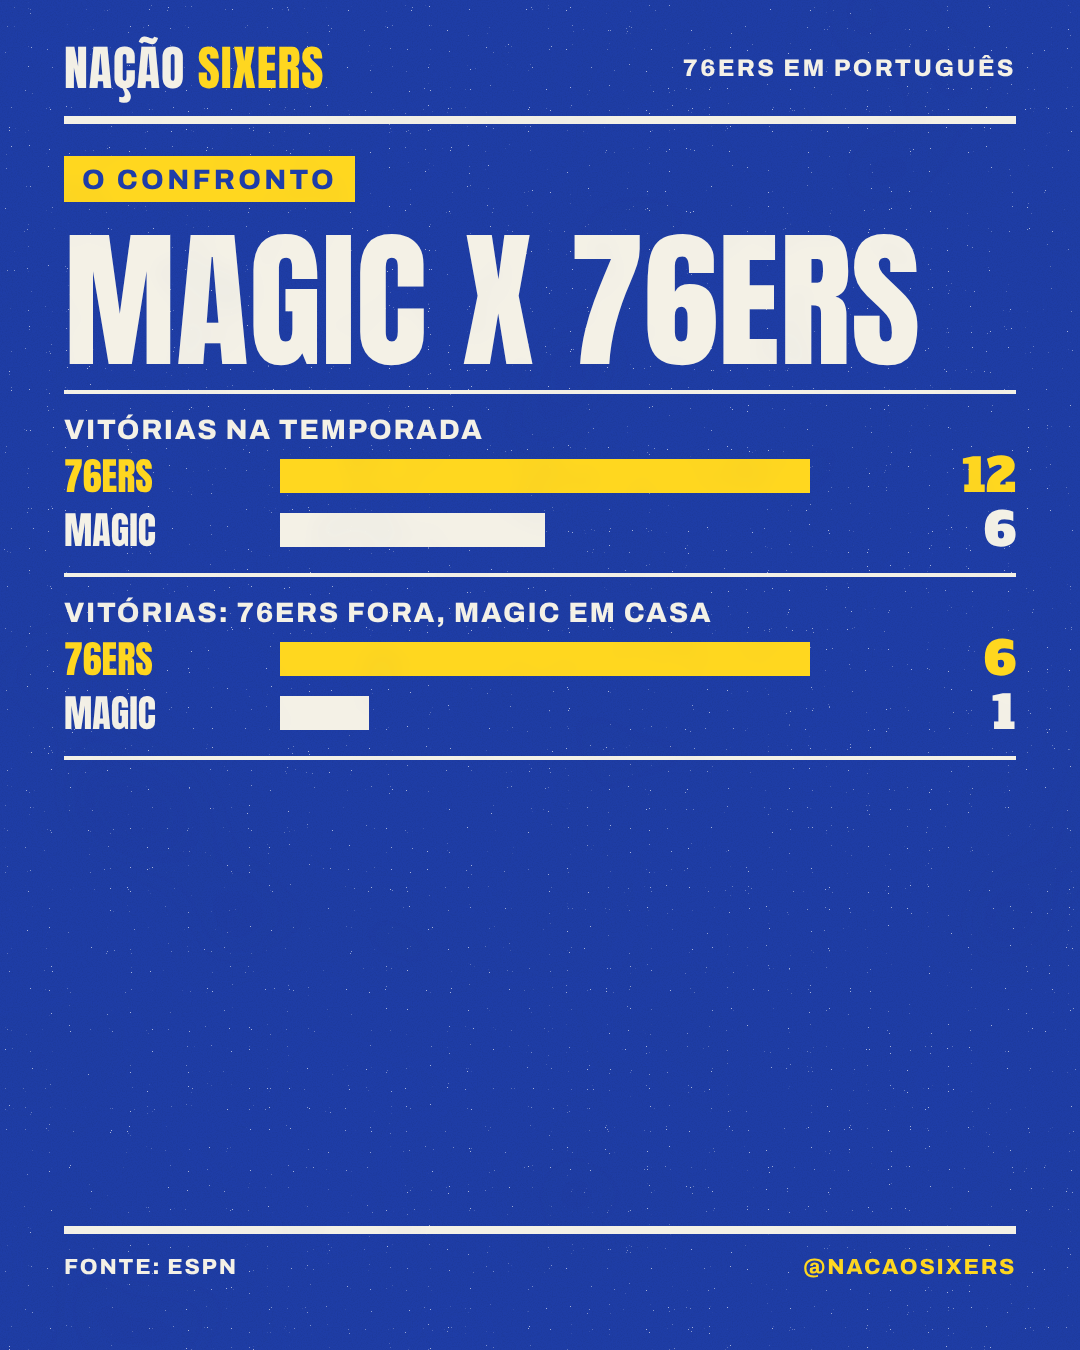 NAÇÃO SIXERS
76ERS EM PORTUGUÊS
O CONFRONTO
MAGIC X 76ERS
VITÓRIAS NA TEMPORADA
76ERS 12
MAGIC 6
VITÓRIAS: 76ERS FORA, MAGIC EM CASA
76ERS 6
MAGIC 1
FONTE: ESPN
@NACAOSIXERS